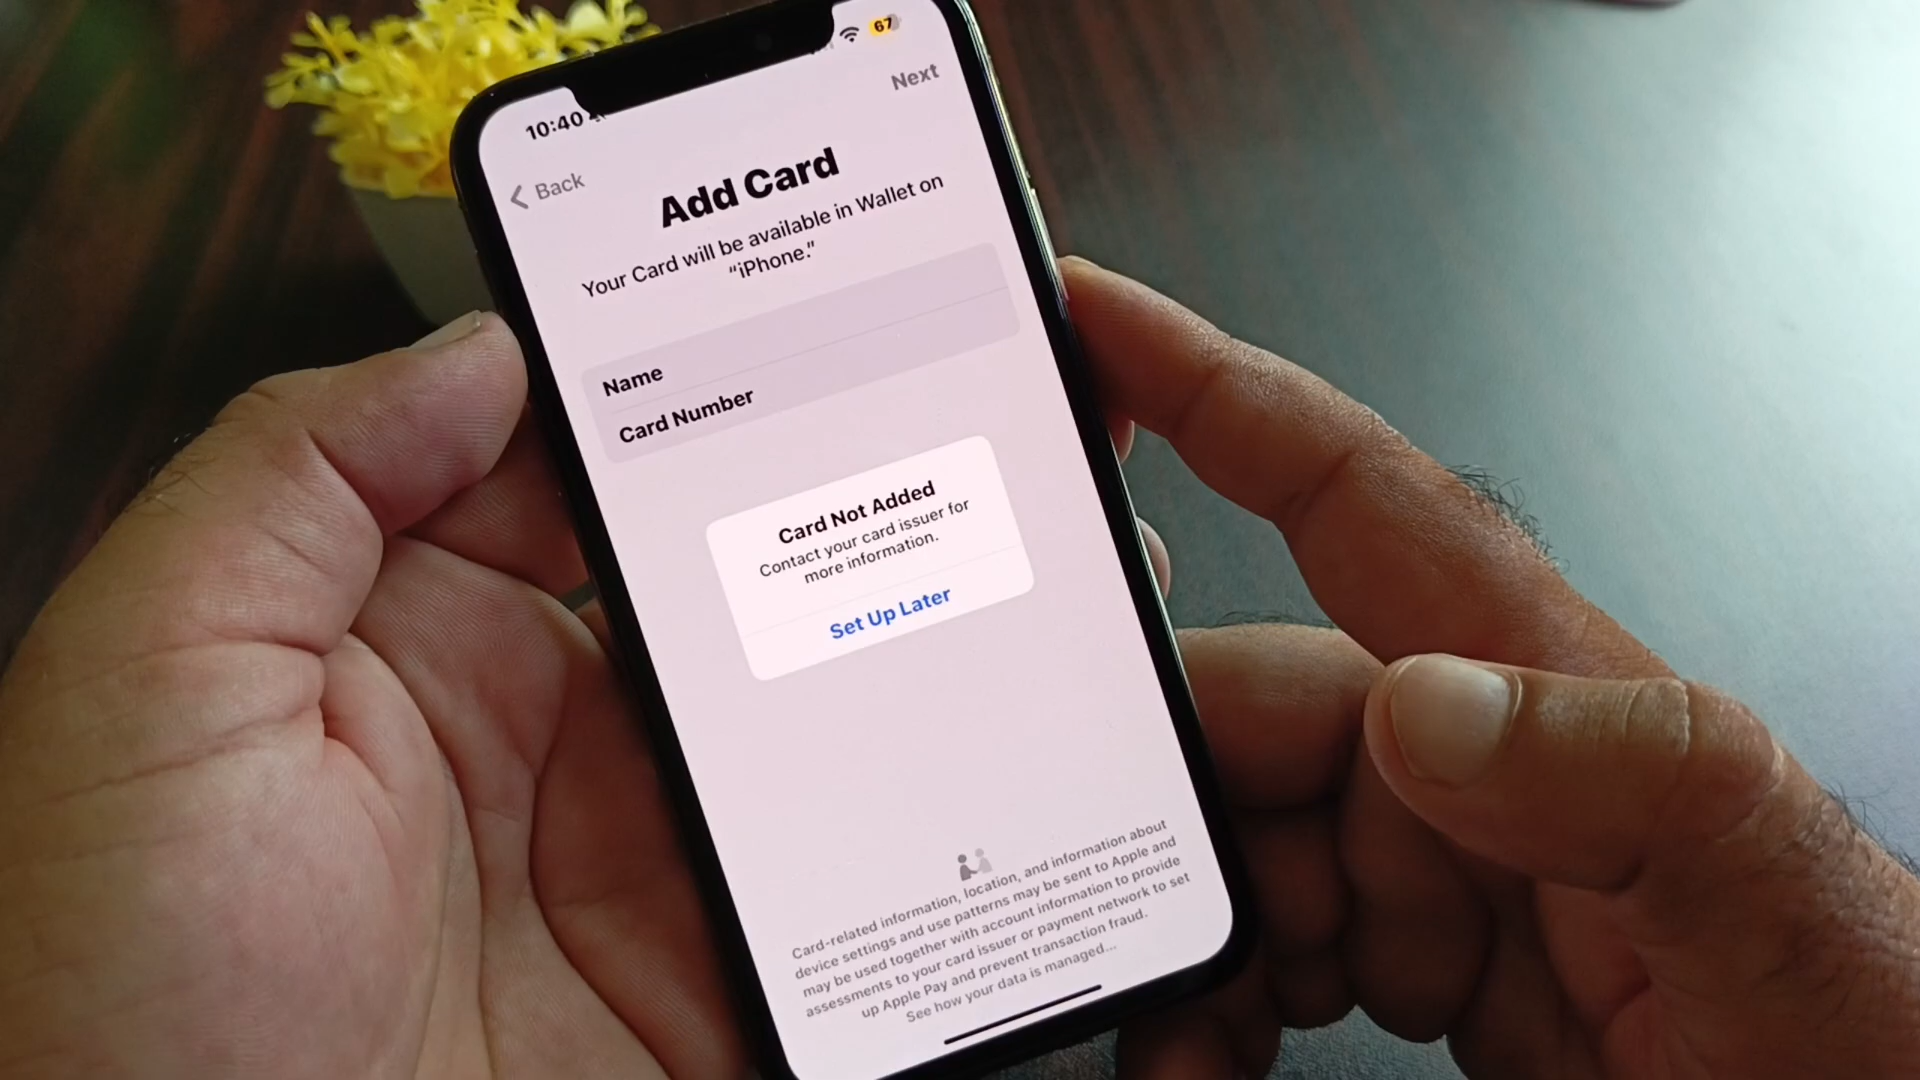 10:40
67
Next
Back
Add Card
Your Card will be available in Wallet on
“iPhone.”
Name
Card Number
Card Not Added
Contact your card issuer for
more information.
Set Up Later
Card-related information, location, and information about
device settings and use patterns may be sent to Apple and
may be used together with account information to provide
assessments to your card issuer or payment network to set
up Apple Pay and prevent transaction fraud.
See how your data is managed...